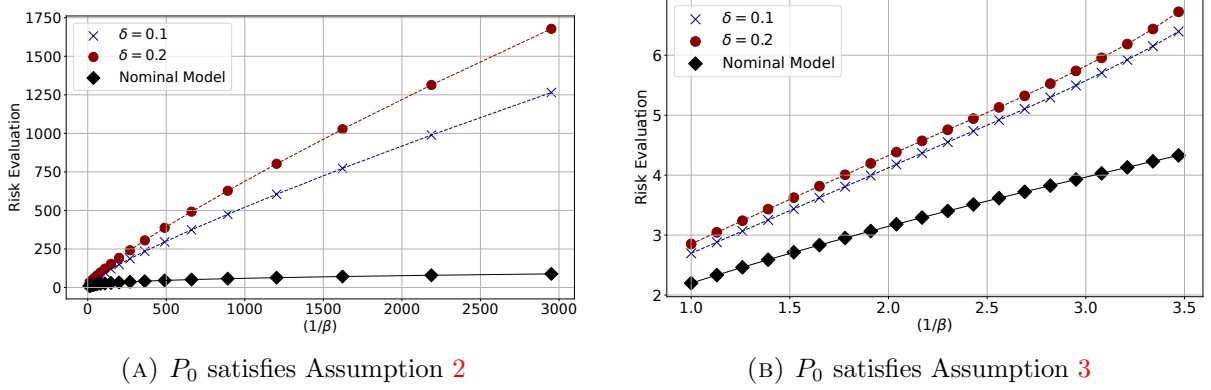 1750
1500
1250
1000
750
500
250
0
Risk Evaluation
δ = 0.1
δ = 0.2
Nominal Model
0 500 1000 1500 2000 2500 3000
(1/β)
(A) P₀ satisfies Assumption 2
6
5
4
3
2
Risk Evaluation
δ = 0.1
δ = 0.2
Nominal Model
1.0 1.5 2.0 2.5 3.0 3.5
(1/β)
(B) P₀ satisfies Assumption 3